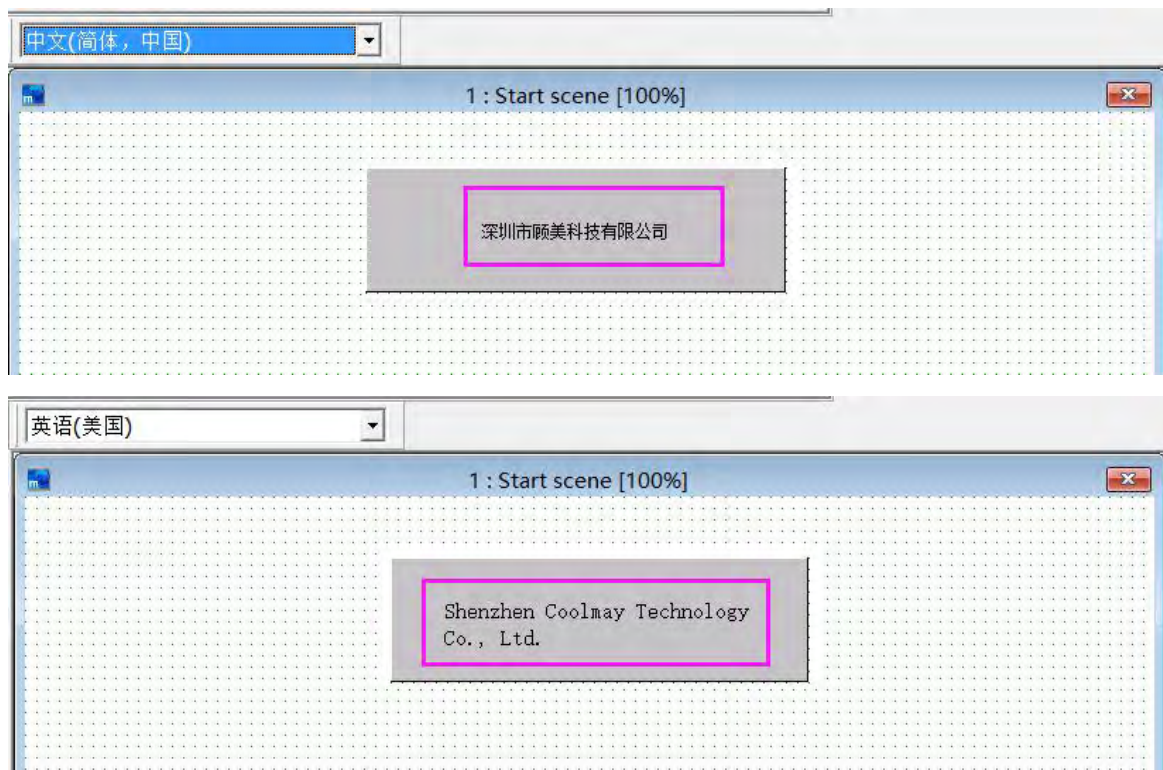 中文(简体，中国)
1 : Start scene [100%]
深圳市顾美科技有限公司
英语(美国)
1 : Start scene [100%]
Shenzhen Coolmay Technology
Co., Ltd.